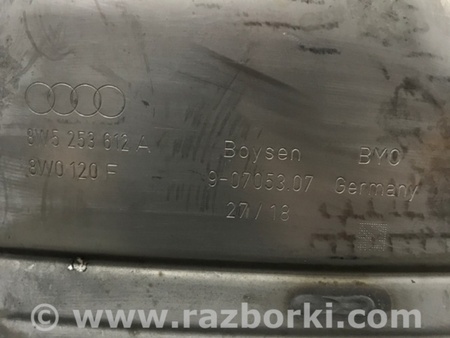 8W5 253 612 A
8W0 120 F
Boysen BYO
9-07053.07 Germany
27/18
www.razborki.com